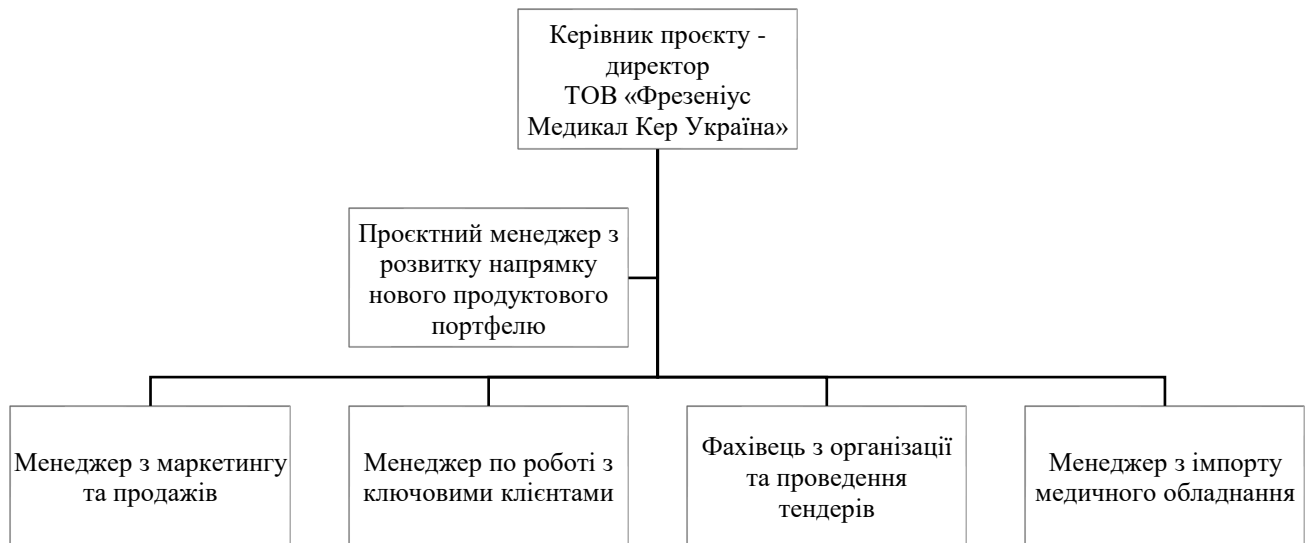 Керівник проєкту -
директор
ТОВ «Фрезеніус
Медикал Кер Україна»
Проєктний менеджер з
розвитку напрямку
нового продуктового
портфелю
Менеджер з маркетингу
та продажів
Менеджер по роботі з
ключовими клієнтами
Фахівець з організації
та проведення
тендерів
Менеджер з імпорту
медичного обладнання